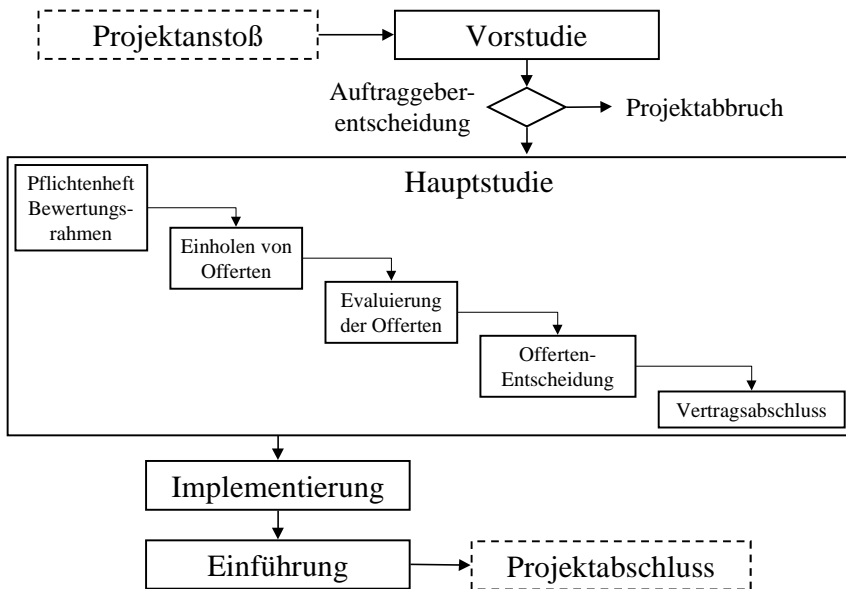 Projektanstoß
Vorstudie
Auftraggeber-
entscheidung
Projektabbruch
Hauptstudie
Pflichtenheft
Bewertungs-
rahmen
Einholen von
Offerten
Evaluierung
der Offerten
Offerten-
Entscheidung
Vertragsabschluss
Implementierung
Einführung
Projektabschluss